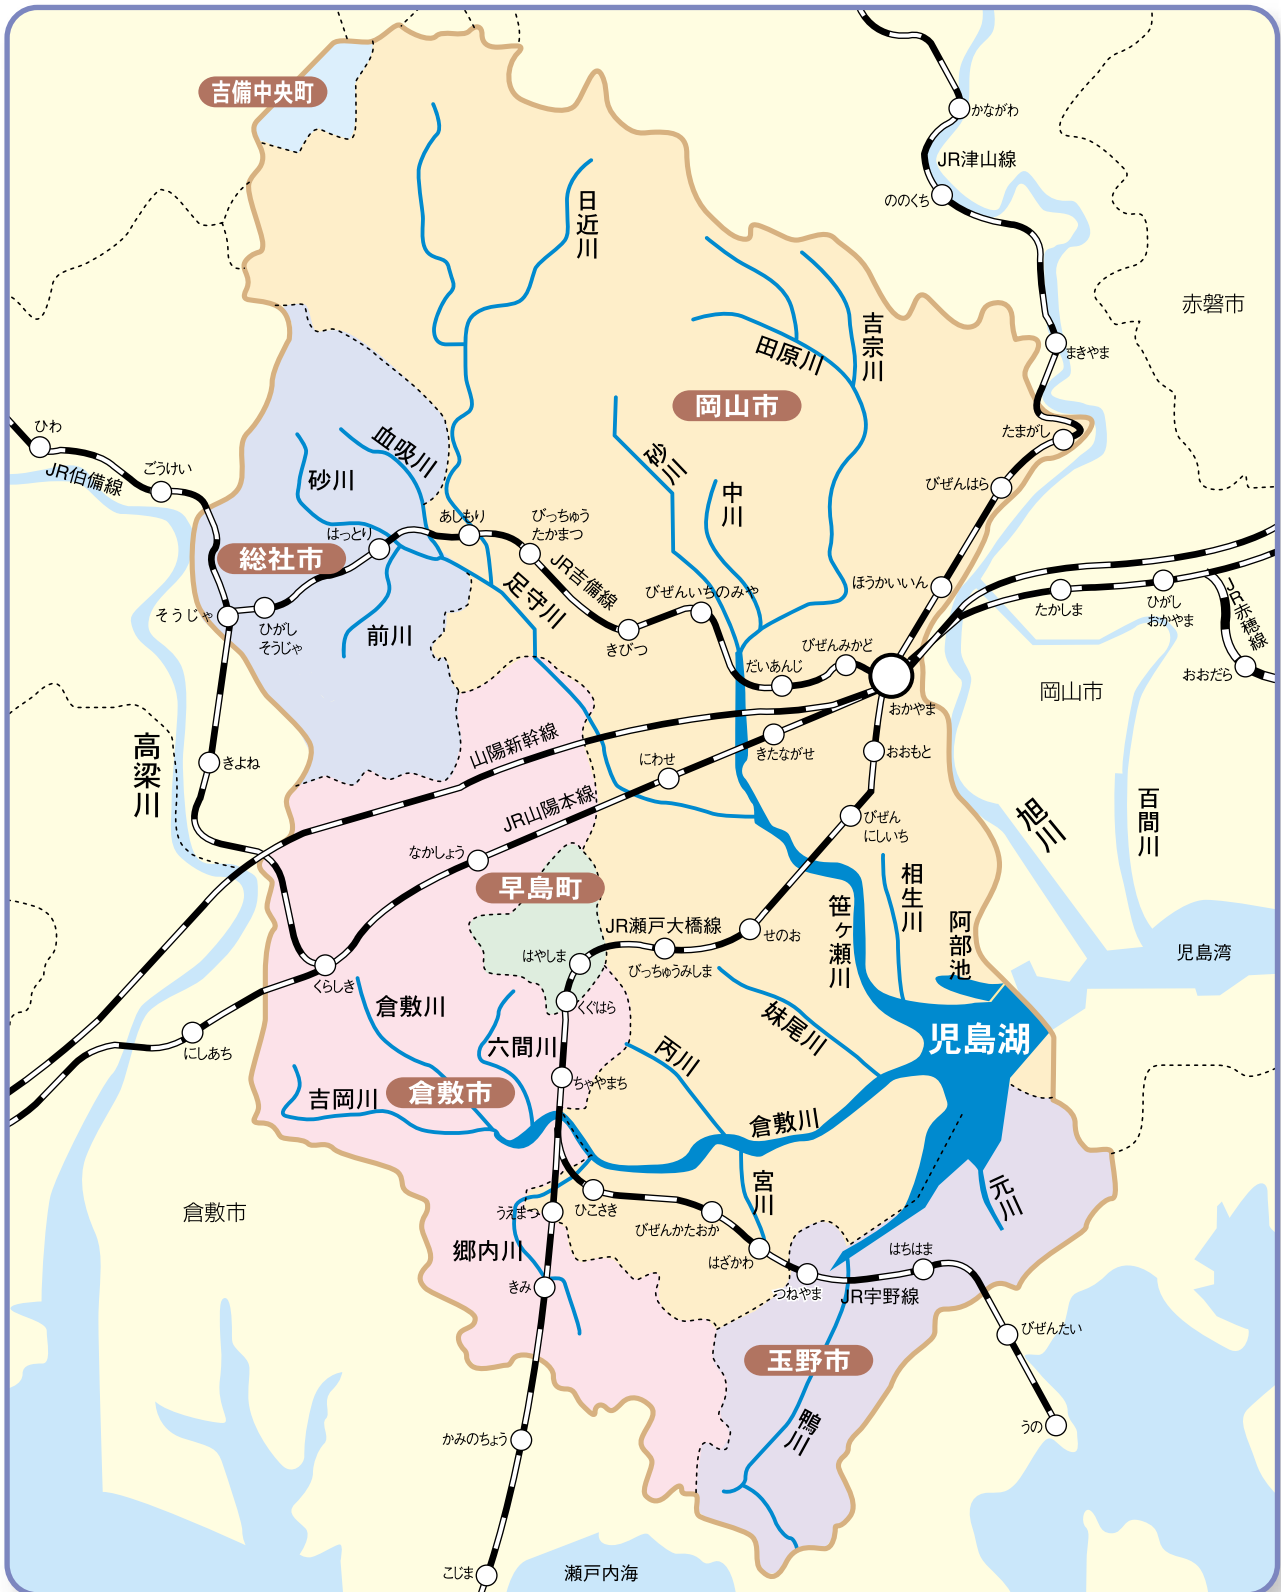 吉備中央町
かながわ
JR津山線
ののくち
日近川
赤磐市
吉宗川
田原川
まきやま
岡山市
ひわ
JR伯備線
ごうけい
血吸川
砂川
砂川
中川
たまがし
びぜんはら
はっとり
あしもり
びっちゅう
たかまつ
総社市
JR吉備線
足守川
そうじゃ
ひがし
そうじゃ
前川
きびつ
びぜんいちのみや
ほうかいいん
たかしま
ひがし
おかやま
JR赤穂線
おおだら
びぜんみかど
だいあんじ
おかやま
岡山市
高梁川
きよね
山陽新幹線
にわせ
きたながせ
おおもと
JR山陽本線
なかしょう
びぜん
にしいち
旭川
百間川
早島町
相生川
笹ヶ瀬川
阿部池
JR瀬戸大橋線
せのお
はやしま
びっちゅうみしま
児島湾
くらしき
倉敷川
くぐはら
妹尾川
児島湖
にしあち
六間川
丙川
ちゃやまち
吉岡川
倉敷市
倉敷川
宮川
元川
倉敷市
うえまつ
ひこさき
びぜんかたおか
郷内川
はざかわ
はちはま
きみ
つねやま
JR宇野線
びぜんたい
玉野市
鴨川
うの
かみのちょう
こじま
瀬戸内海